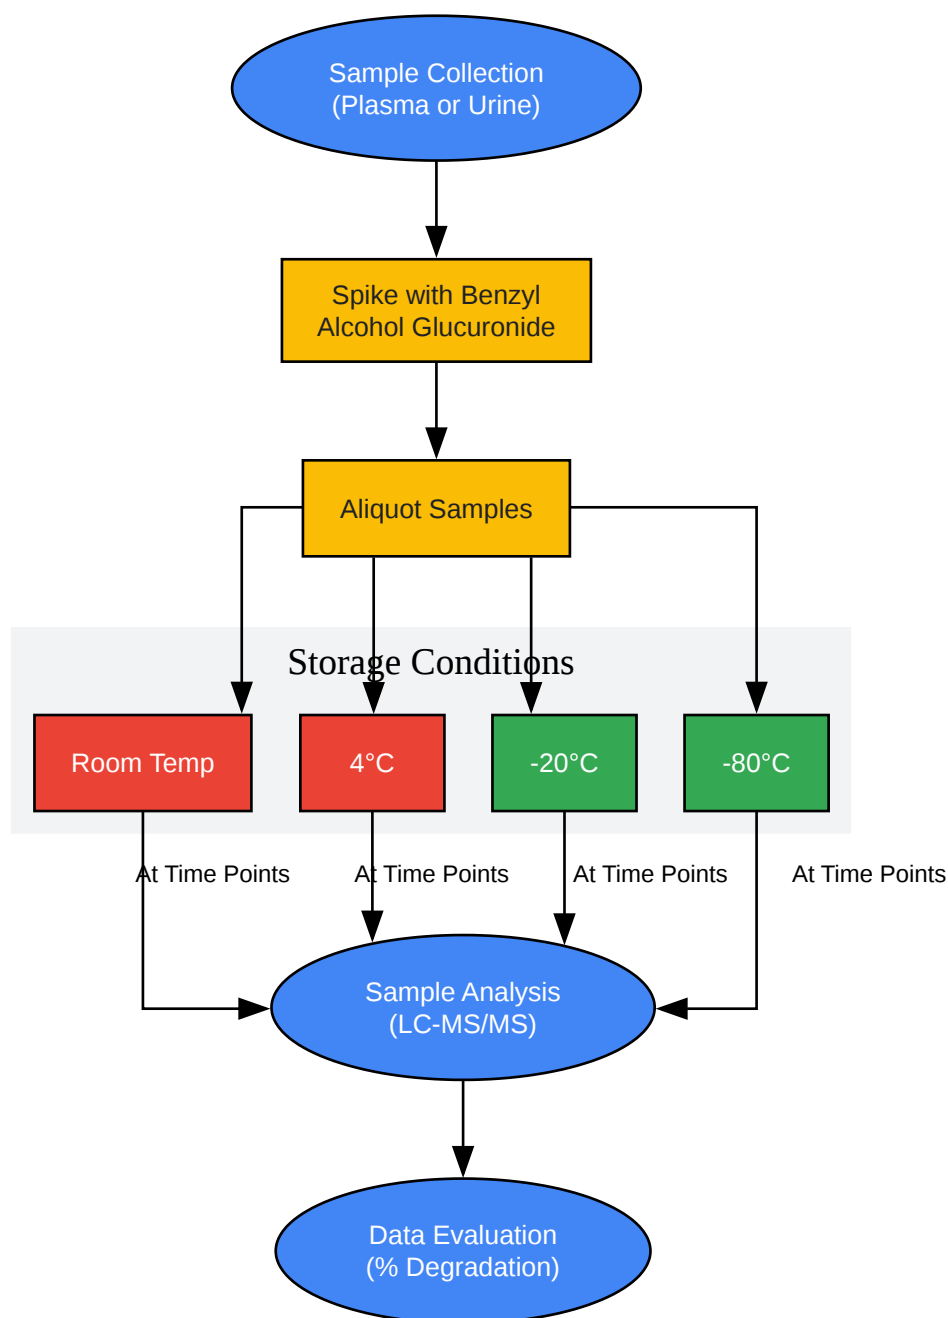 Sample Collection
(Plasma or Urine)
Spike with Benzyl
Alcohol Glucuronide
Aliquot Samples
Storage Conditions
Room Temp
4°C
-20°C
-80°C
At Time Points
At Time Points
At Time Points
At Time Points
Sample Analysis
(LC-MS/MS)
Data Evaluation
(% Degradation)